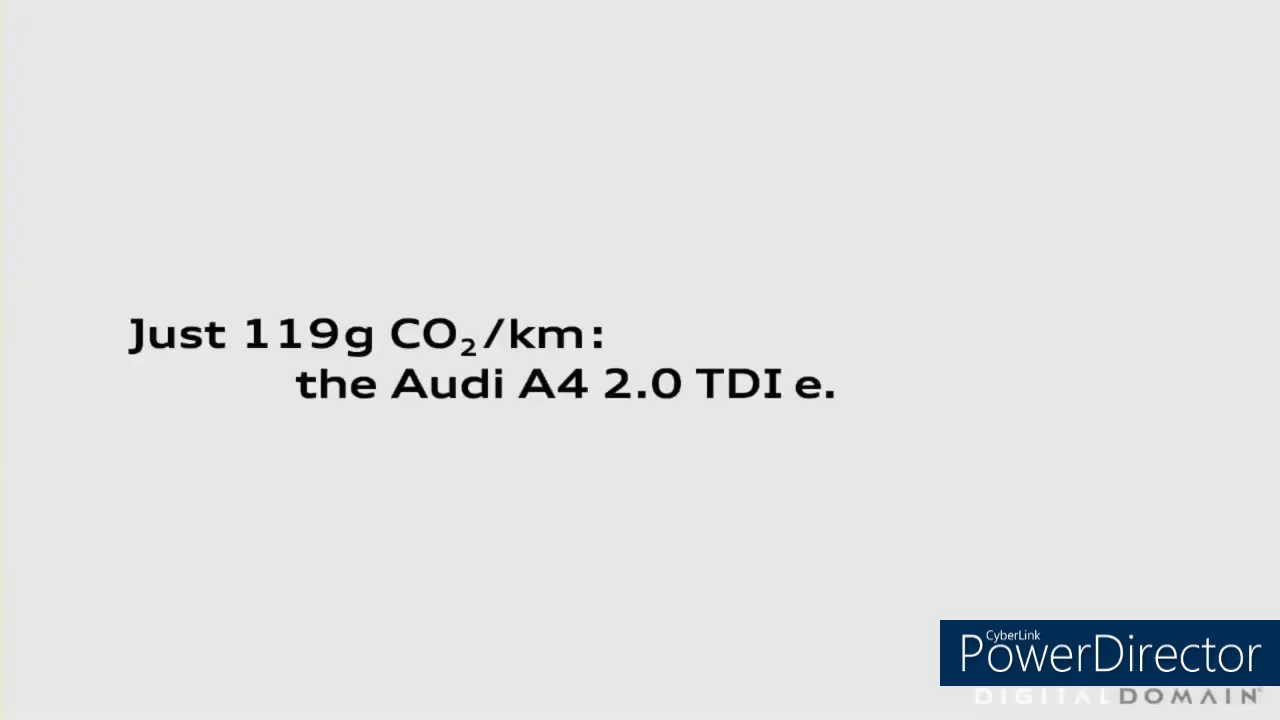 Just 119g CO₂/km:
the Audi A4 2.0 TDI e.
CyberLink
PowerDirector
DIGITAL DOMAIN®